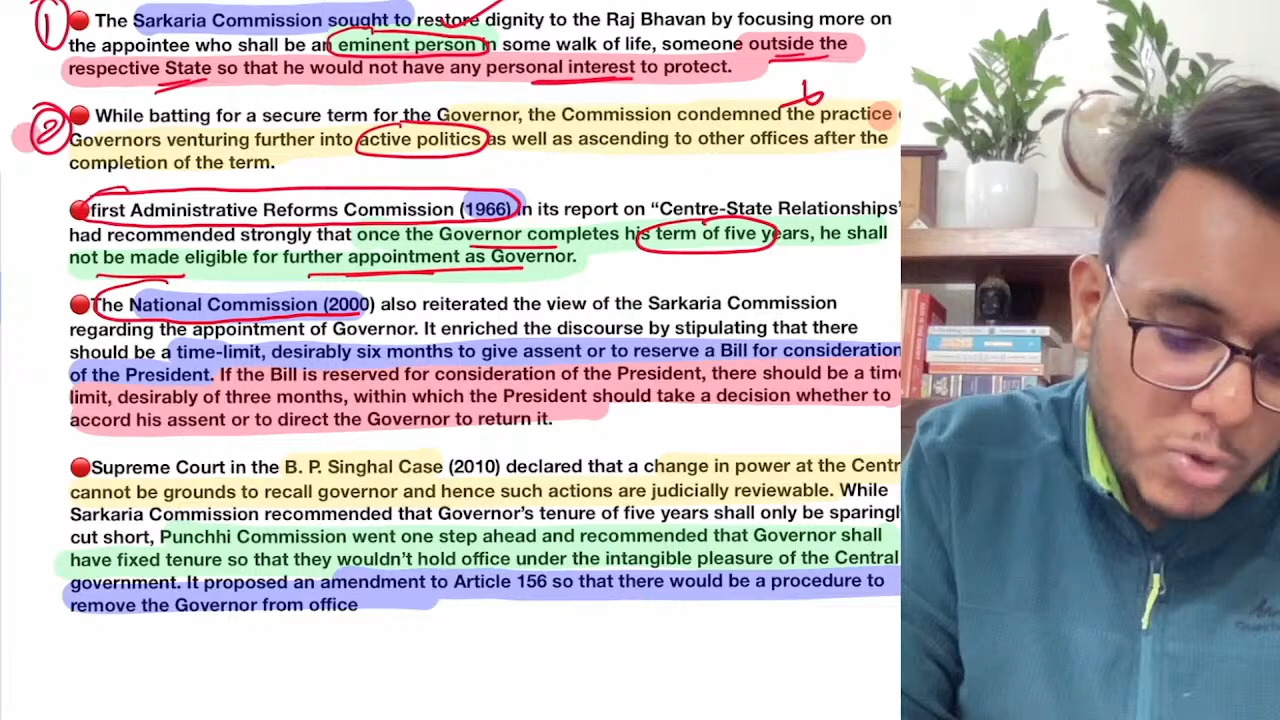 1
The Sarkaria Commission sought to restore dignity to the Raj Bhavan by focusing more on
the appointee who shall be an eminent person in some walk of life, someone outside the
respective State so that he would not have any personal interest to protect.
2
While batting for a secure term for the Governor, the Commission condemned the practice
Governors venturing further into active politics as well as ascending to other offices after the
completion of the term.
first Administrative Reforms Commission (1966) in its report on “Centre-State Relationships”
had recommended strongly that once the Governor completes his term of five years, he shall
not be made eligible for further appointment as Governor.
The National Commission (2000) also reiterated the view of the Sarkaria Commission
regarding the appointment of Governor. It enriched the discourse by stipulating that there
should be a time-limit, desirably six months to give assent or to reserve a Bill for consideration
of the President. If the Bill is reserved for consideration of the President, there should be a time
limit, desirably of three months, within which the President should take a decision whether to
accord his assent or to direct the Governor to return it.
Supreme Court in the B. P. Singhal Case (2010) declared that a change in power at the Centr
cannot be grounds to recall governor and hence such actions are judicially reviewable. While
Sarkaria Commission recommended that Governor’s tenure of five years shall only be sparingly
cut short, Punchhi Commission went one step ahead and recommended that Governor shall
have fixed tenure so that they wouldn’t hold office under the intangible pleasure of the Central
government. It proposed an amendment to Article 156 so that there would be a procedure to
remove the Governor from office